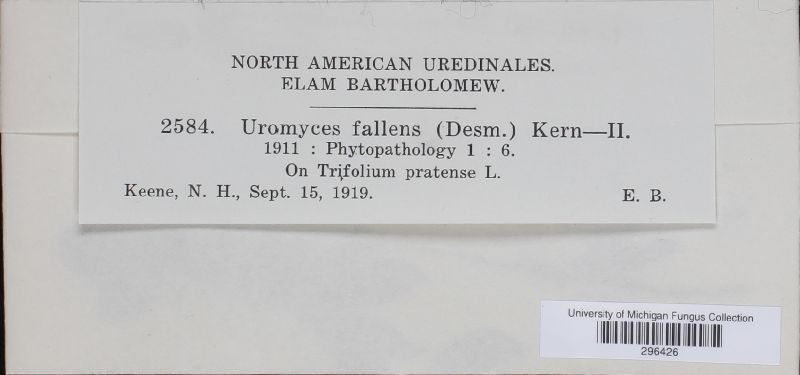 NORTH AMERICAN UREDINALES.
ELAM BARTHOLOMEW.
2584. Uromyces fallens (Desm.) Kern—II.
1911 : Phytopathology 1 : 6.
On Trifolium pratense L.
Keene, N. H., Sept. 15, 1919. E. B.
University of Michigan Fungus Collection
296426